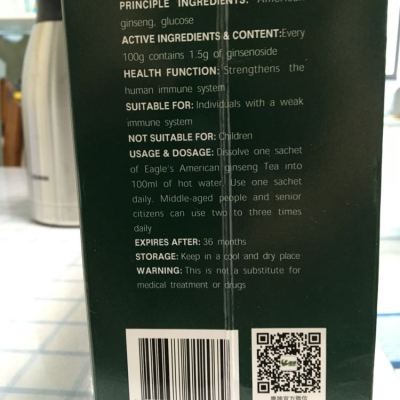 PRINCIPLE INGREDIENTS: American
ginseng, glucose
ACTIVE INGREDIENTS & CONTENT:Every
100g contains 1.5g of ginsenoside
HEALTH FUNCTION: Strengthens the
human immune system
SUITABLE FOR: Individuals with a weak
immune system
NOT SUITABLE FOR: Children
USAGE & DOSAGE: Dissolve one sachet
of Eagle's American ginseng Tea into
100ml of hot water. Use one sachet
daily. Middle-aged people and senior
citizens can use two to three times
daily
EXPIRES AFTER: 36 months
STORAGE: Keep in a cool and dry place
WARNING: This is not a substitute for
medical treatment or drugs